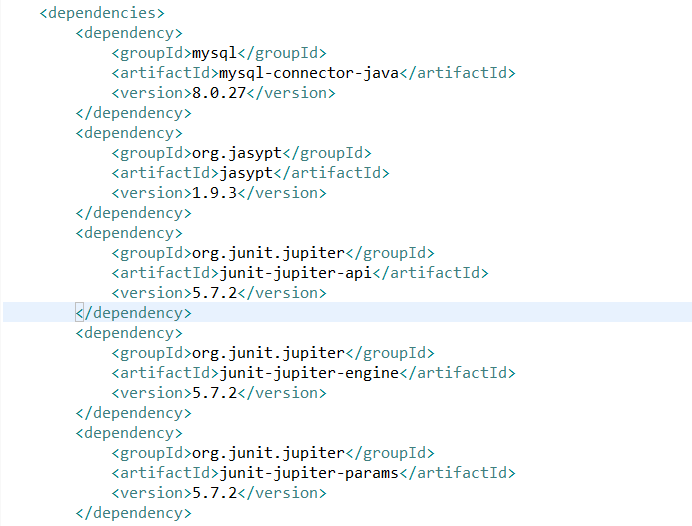 <dependencies>
<dependency>
<groupId>mysql</groupId>
<artifactId>mysql-connector-java</artifactId>
<version>8.0.27</version>
</dependency>
<dependency>
<groupId>org.jasypt</groupId>
<artifactId>jasypt</artifactId>
<version>1.9.3</version>
</dependency>
<dependency>
<groupId>org.junit.jupiter</groupId>
<artifactId>junit-jupiter-api</artifactId>
<version>5.7.2</version>
</dependency>
<dependency>
<groupId>org.junit.jupiter</groupId>
<artifactId>junit-jupiter-engine</artifactId>
<version>5.7.2</version>
</dependency>
<dependency>
<groupId>org.junit.jupiter</groupId>
<artifactId>junit-jupiter-params</artifactId>
<version>5.7.2</version>
</dependency>